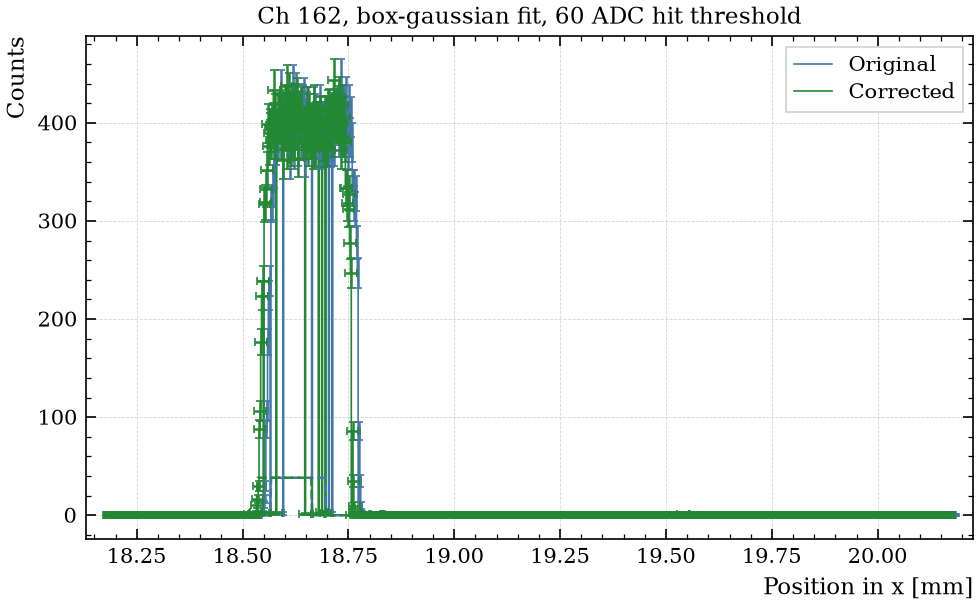 Ch 162, box-gaussian fit, 60 ADC hit threshold
Counts
Original
Corrected
400
300
200
100
0
18.25 18.50 18.75 19.00 19.25 19.50 19.75 20.00
Position in x [mm]